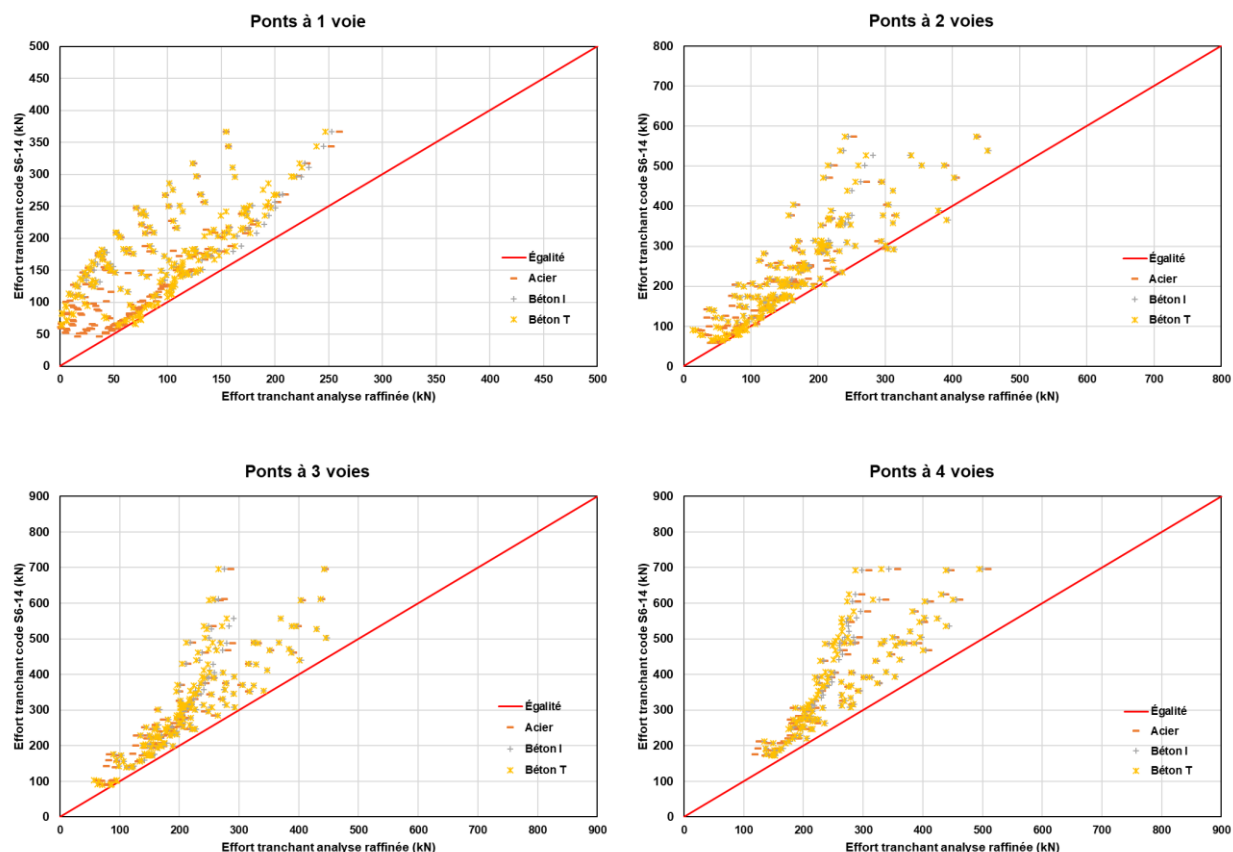 Ponts à 1 voie
500
450
400
350
300
250
200
150
100
50
0
Effort tranchant code S6-14 (kN)
Égalité
Acier
Béton I
Béton T
0 50 100 150 200 250 300 350 400 450 500
Effort tranchant analyse raffinée (kN)
Ponts à 2 voies
800
700
600
500
400
300
200
100
0
Effort tranchant code S6-14 (kN)
Égalité
Acier
Béton I
Béton T
0 100 200 300 400 500 600 700 800
Effort tranchant analyse raffinée (kN)
Ponts à 3 voies
900
800
700
600
500
400
300
200
100
0
Effort tranchant code S6-14 (kN)
Égalité
Acier
Béton I
Béton T
0 100 200 300 400 500 600 700 800 900
Effort tranchant analyse raffinée (kN)
Ponts à 4 voies
900
800
700
600
500
400
300
200
100
0
Effort tranchant code S6-14 (kN)
Égalité
Acier
Béton I
Béton T
0 100 200 300 400 500 600 700 800 900
Effort tranchant analyse raffinée (kN)